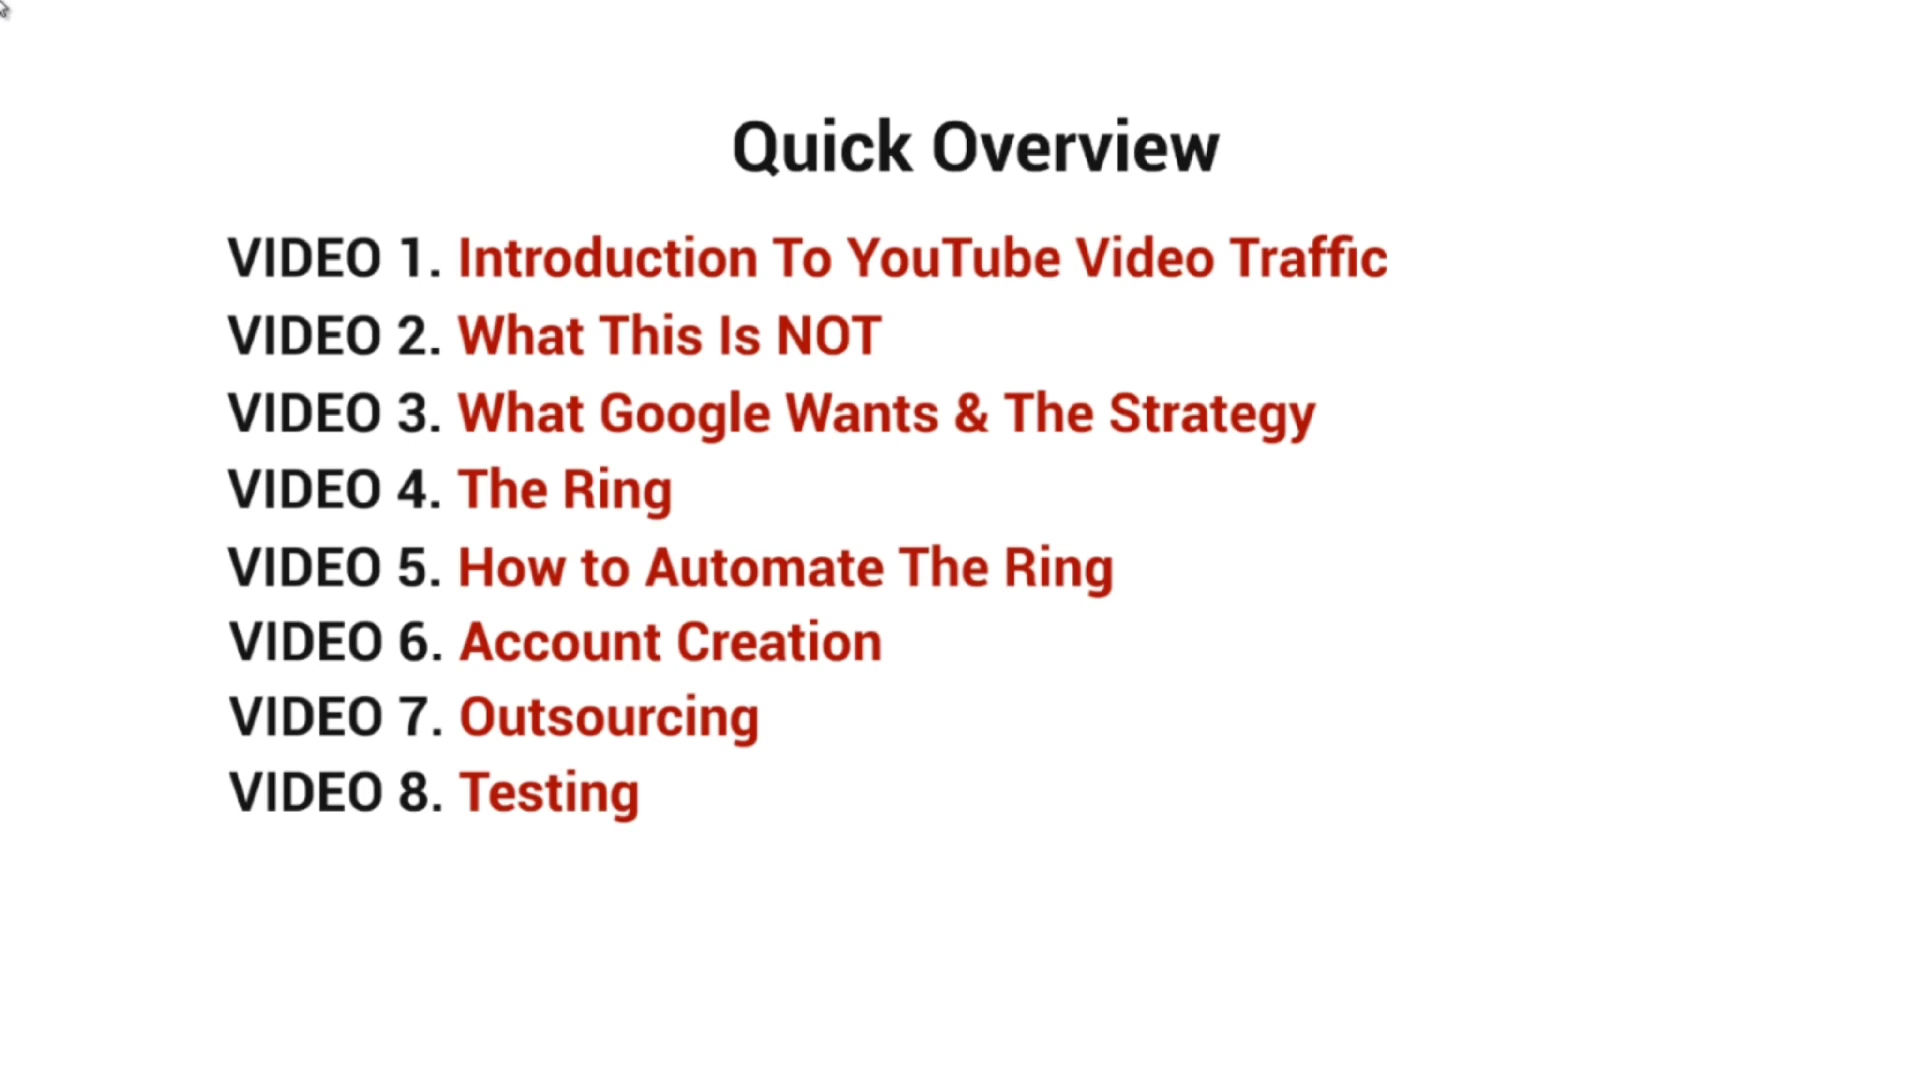 Quick Overview
VIDEO 1. Introduction To YouTube Video Traffic
VIDEO 2. What This Is NOT
VIDEO 3. What Google Wants & The Strategy
VIDEO 4. The Ring
VIDEO 5. How to Automate The Ring
VIDEO 6. Account Creation
VIDEO 7. Outsourcing
VIDEO 8. Testing